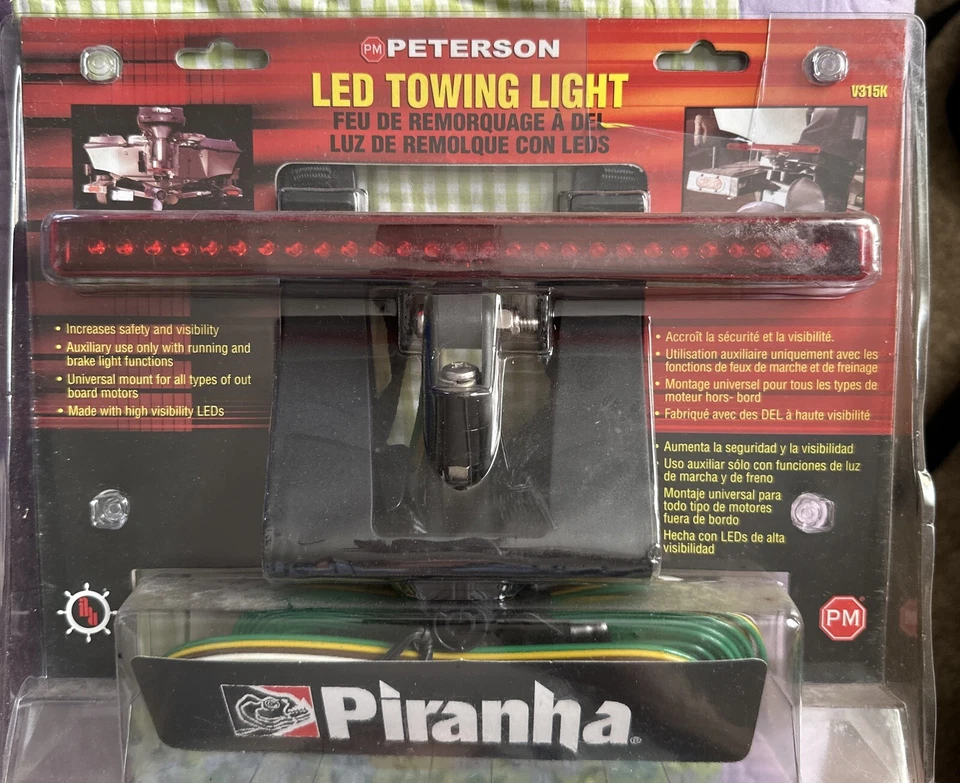 PM PETERSON
LED TOWING LIGHT
V315K
FEU DE REMORQUAGE À DEL
LUZ DE REMOLQUE CON LEDS
• Increases safety and visibility
• Auxiliary use only with running and
brake light functions
• Universal mount for all types of out
board motors
• Made with high visibility LEDs
• Accroît la sécurité et la visibilité.
• Utilisation auxiliaire uniquement avec les
fonctions de feux de marche et de freinage
• Montage universel pour tous les types de
moteur hors- bord
• Fabriqué avec des DEL à haute visibilité
• Aumenta la seguridad y la visibilidad
Uso auxiliar sólo con funciones de luz
de marcha y de freno
Montaje universal para
todo tipo de motores
fuera de bordo
Hecha con LEDs de alta
visibilidad
PM
Piranha®